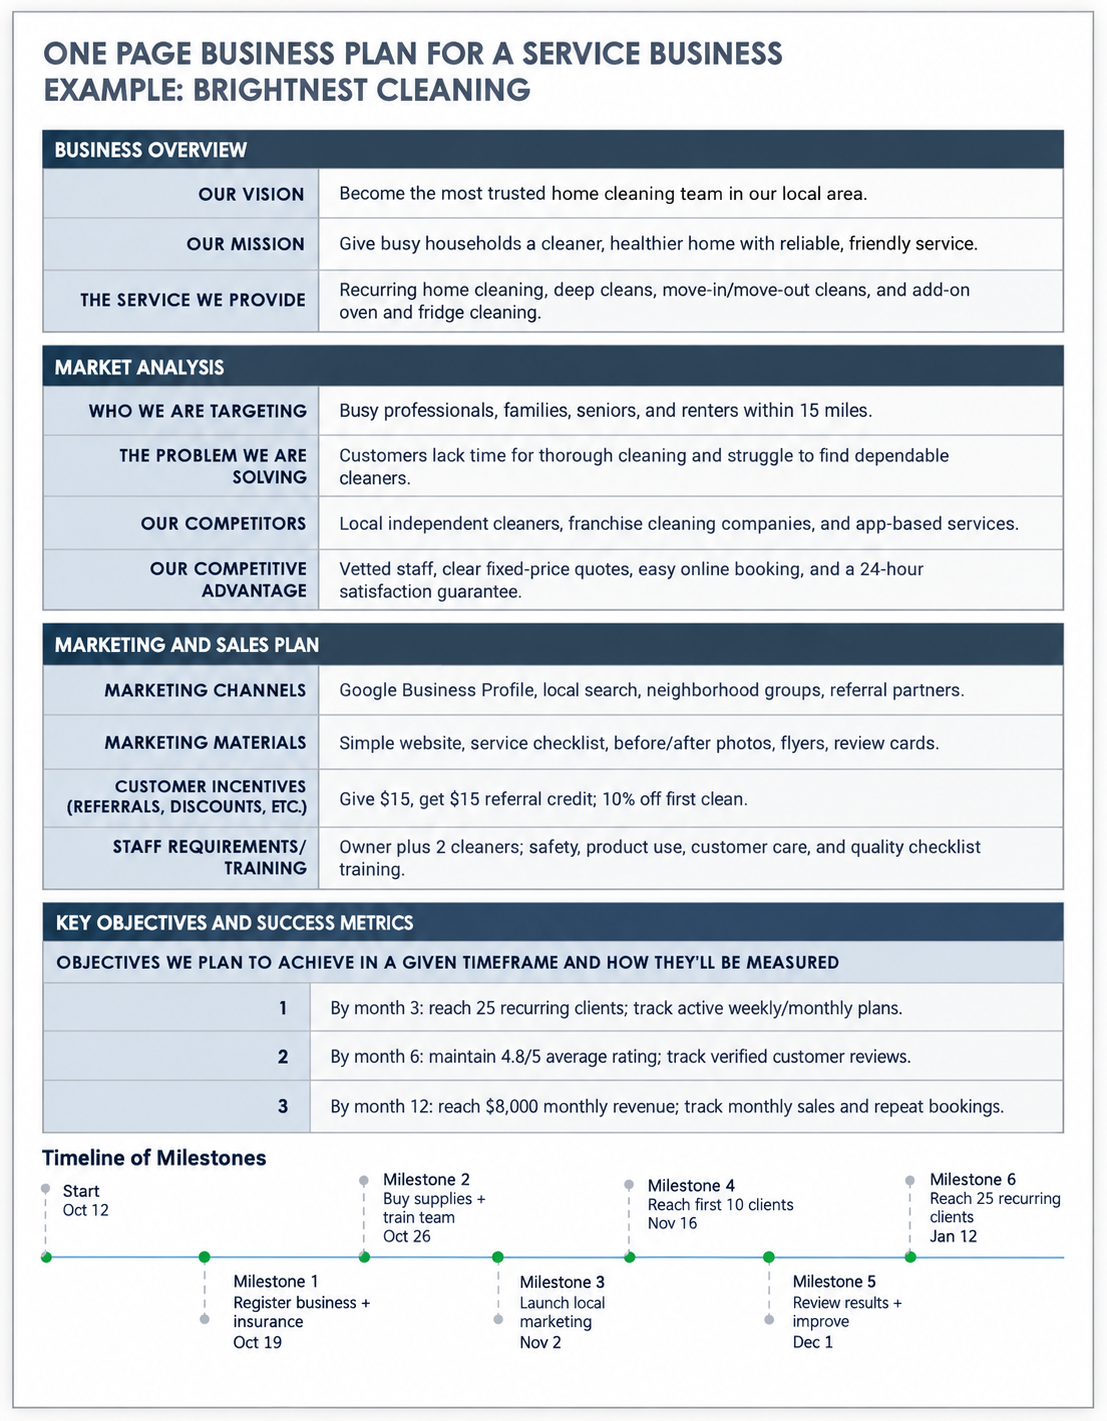 ONE PAGE BUSINESS PLAN FOR A SERVICE BUSINESS
EXAMPLE: BRIGHTNEST CLEANING
BUSINESS OVERVIEW
OUR VISION
Become the most trusted home cleaning team in our local area.
OUR MISSION
Give busy households a cleaner, healthier home with reliable, friendly service.
THE SERVICE WE PROVIDE
Recurring home cleaning, deep cleans, move-in/move-out cleans, and add-on
oven and fridge cleaning.
MARKET ANALYSIS
WHO WE ARE TARGETING
Busy professionals, families, seniors, and renters within 15 miles.
THE PROBLEM WE ARE
SOLVING
Customers lack time for thorough cleaning and struggle to find dependable
cleaners.
OUR COMPETITORS
Local independent cleaners, franchise cleaning companies, and app-based services.
OUR COMPETITIVE
ADVANTAGE
Vetted staff, clear fixed-price quotes, easy online booking, and a 24-hour
satisfaction guarantee.
MARKETING AND SALES PLAN
MARKETING CHANNELS
Google Business Profile, local search, neighborhood groups, referral partners.
MARKETING MATERIALS
Simple website, service checklist, before/after photos, flyers, review cards.
CUSTOMER INCENTIVES
(REFERRALS, DISCOUNTS, ETC.)
Give $15, get $15 referral credit; 10% off first clean.
STAFF REQUIREMENTS/
TRAINING
Owner plus 2 cleaners; safety, product use, customer care, and quality checklist
training.
KEY OBJECTIVES AND SUCCESS METRICS
OBJECTIVES WE PLAN TO ACHIEVE IN A GIVEN TIMEFRAME AND HOW THEY'LL BE MEASURED
1
By month 3: reach 25 recurring clients; track active weekly/monthly plans.
2
By month 6: maintain 4.8/5 average rating; track verified customer reviews.
3
By month 12: reach $8,000 monthly revenue; track monthly sales and repeat bookings.
Timeline of Milestones
Start
Oct 12
Milestone 1
Register business +
insurance
Oct 19
Milestone 2
Buy supplies +
train team
Oct 26
Milestone 3
Launch local
marketing
Nov 2
Milestone 4
Reach first 10 clients
Nov 16
Milestone 5
Review results +
improve
Dec 1
Milestone 6
Reach 25 recurring
clients
Jan 12